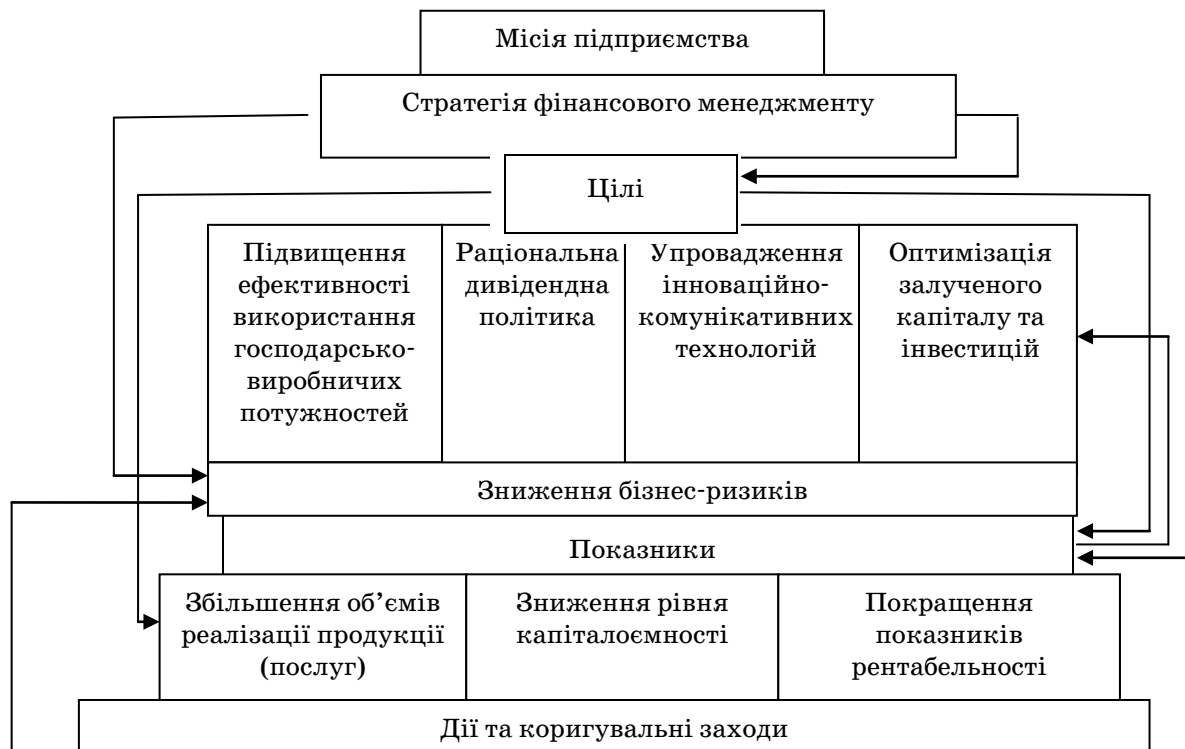 Місія підприємства
Стратегія фінансового менеджменту
Цілі
Підвищення
ефективності
використання
господарсько-
виробничих
потужностей
Раціональна
дивідендна
політика
Упровадження
інноваційно-
комунікативних
технологій
Оптимізація
залученого
капіталу та
інвестицій
Зниження бізнес-ризиків
Показники
Збільшення об’ємів
реалізації продукції
(послуг)
Зниження рівня
капіталоємності
Покращення
показників
рентабельності
Дії та коригувальні заходи